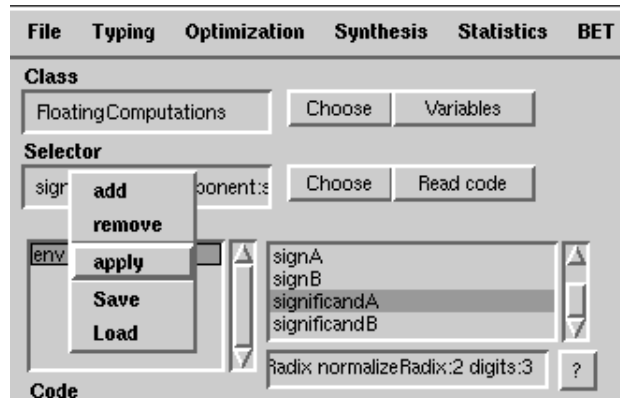 File Typing Optimization Synthesis Statistics BET
Class
FloatingComputations Choose Variables
Selector
sign ponent:s Choose Read code
add
remove
env apply
Save
Load
signA
signB
significandA
significandB
Radix normalizeRadix:2 digits:3 ?
Code